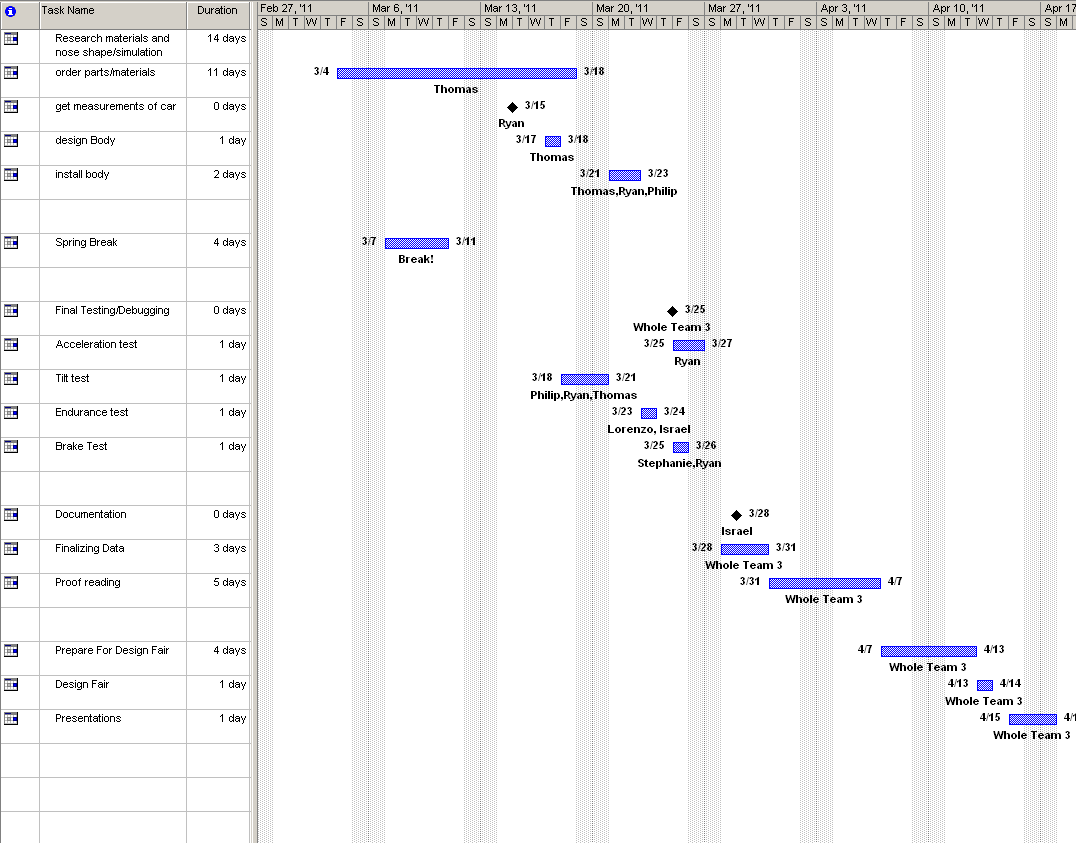 i Task Name Duration Feb 27, '11 Mar 6, '11 Mar 13, '11 Mar 20, '11 Mar 27, '11 Apr 3, '11 Apr 10, '11 Apr 17
S M T W T F S S M T W T F S S M T W T F S S M T W T F S S M T W T F S S M T W T F S S M T W T F S S M
Research materials and 14 days
nose shape/simulation
order parts/materials 11 days 3/4 3/18
Thomas
get measurements of car 0 days 3/15
Ryan
design Body 1 day 3/17 3/18
Thomas
install body 2 days 3/21 3/23
Thomas,Ryan,Philip
Spring Break 4 days 3/7 3/11
Break!
Final Testing/Debugging 0 days 3/25
Whole Team 3
Acceleration test 1 day 3/25 3/27
Ryan
Tilt test 1 day 3/18 3/21
Philip,Ryan,Thomas
Endurance test 1 day 3/23 3/24
Lorenzo, Israel
Brake Test 1 day 3/25 3/26
Stephanie,Ryan
Documentation 0 days 3/28
Israel
Finalizing Data 3 days 3/28 3/31
Whole Team 3
Proof reading 5 days 3/31 4/7
Whole Team 3
Prepare For Design Fair 4 days 4/7 4/13
Whole Team 3
Design Fair 1 day 4/13 4/14
Whole Team 3
Presentations 1 day 4/15
Whole Team 3